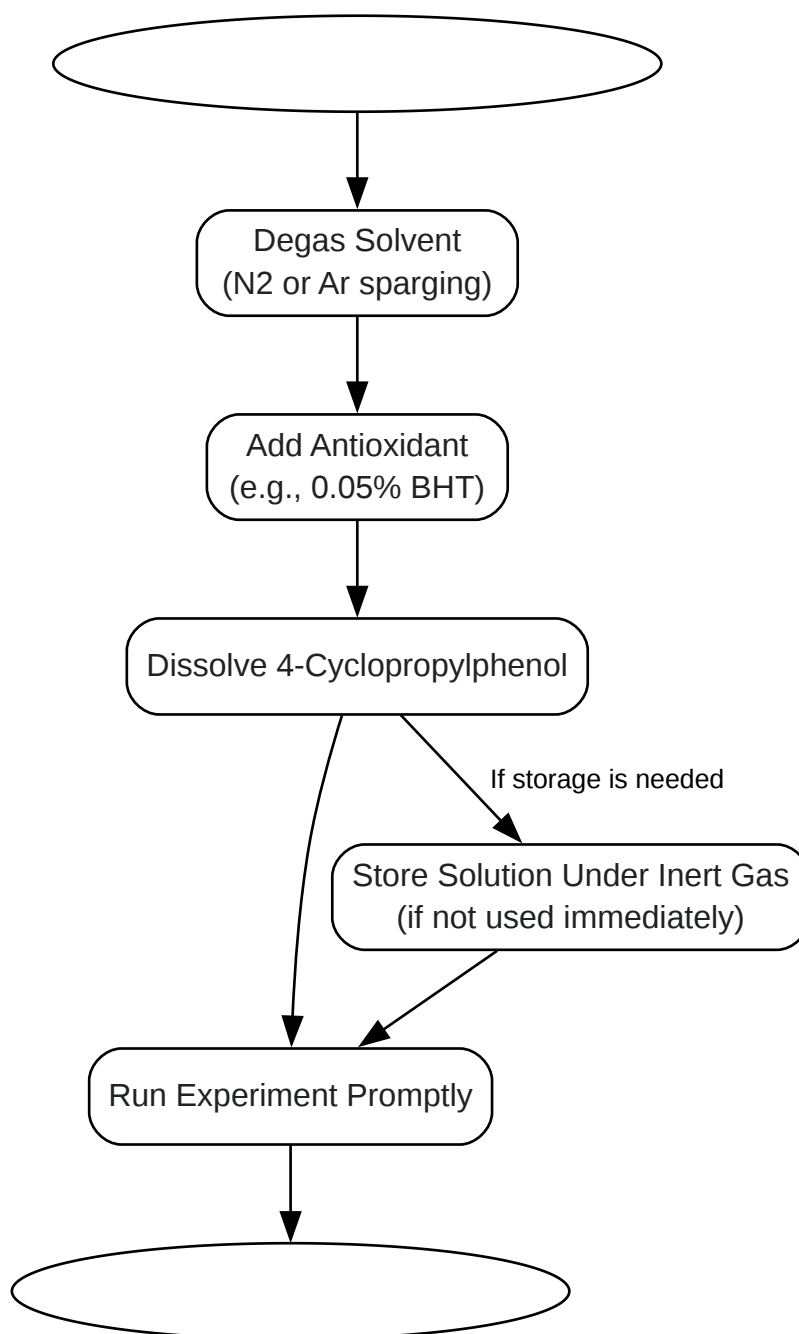 Degas Solvent
(N2 or Ar sparging)
Add Antioxidant
(e.g., 0.05% BHT)
Dissolve 4-Cyclopropylphenol
If storage is needed
Store Solution Under Inert Gas
(if not used immediately)
Run Experiment Promptly